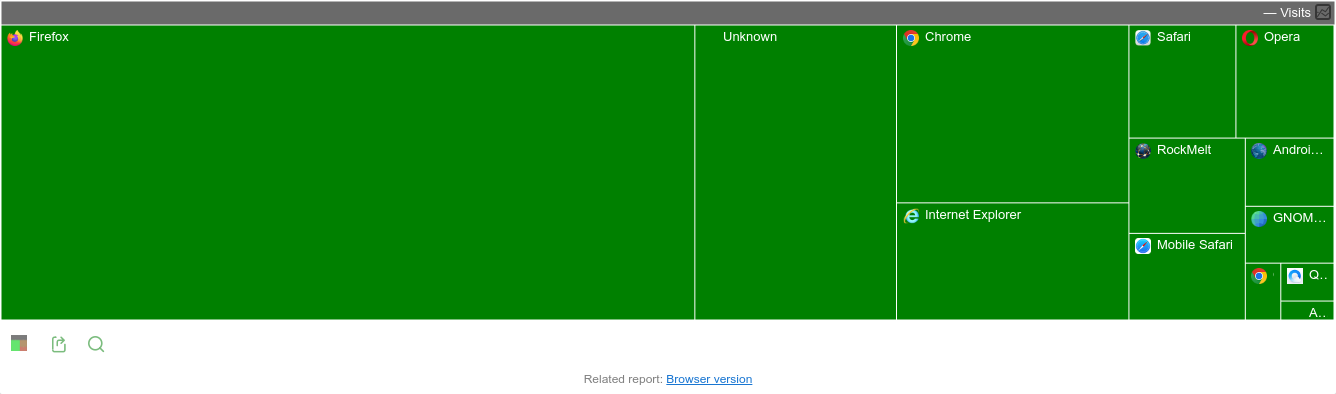 — Visits
Firefox
Unknown
Chrome
Safari
Opera
RockMelt
Androi...
Internet Explorer
GNOM...
Mobile Safari
Q..
A..
Related report: Browser version